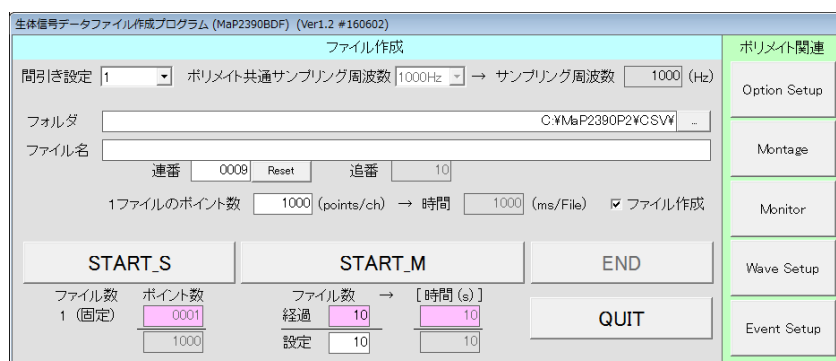 生体信号データファイル作成プログラム (MaP2390BDF) (Ver1.2 #160602)
ファイル作成
ポリメイト関連
間引き設定 1 ポリメイト共通サンプリング周波数 1000Hz → サンプリング周波数 1000 (Hz)
Option Setup
フォルダ C:¥MaP2390P2¥CSV¥ ...
ファイル名
Montage
連番 0009 Reset 追番 10
1ファイルのポイント数 1000 (points/ch) → 時間 1000 (ms/File) ファイル作成
Monitor
START_S START_M END
Wave Setup
ファイル数 ポイント数 ファイル数 → [時間(s)]
1 (固定) 0001 経過 10 10
QUIT
1000 設定 10 10
Event Setup